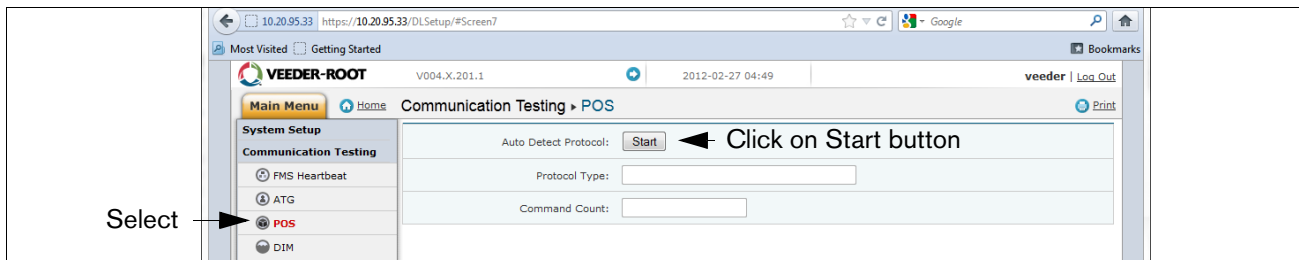 10.20.95.33 https://10.20.95.33/DLSetup/#Screen7 Google
Most Visited Getting Started Bookmarks
VEEDER-ROOT V004.X.201.1 2012-02-27 04:49 veeder | Log Out
Main Menu Home Communication Testing ▸ POS Print
System Setup
Auto Detect Protocol: Start Click on Start button
Communication Testing
FMS Heartbeat Protocol Type:
ATG
Command Count:
Select POS
DIM